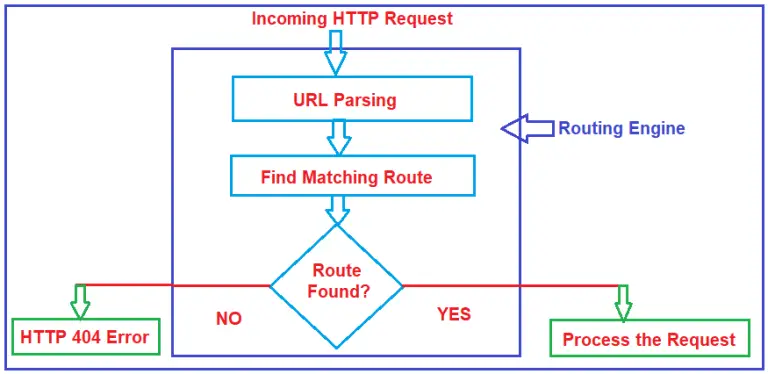 Incoming HTTP Request
URL Parsing
Routing Engine
Find Matching Route
Route
Found?
NO
YES
HTTP 404 Error
Process the Request